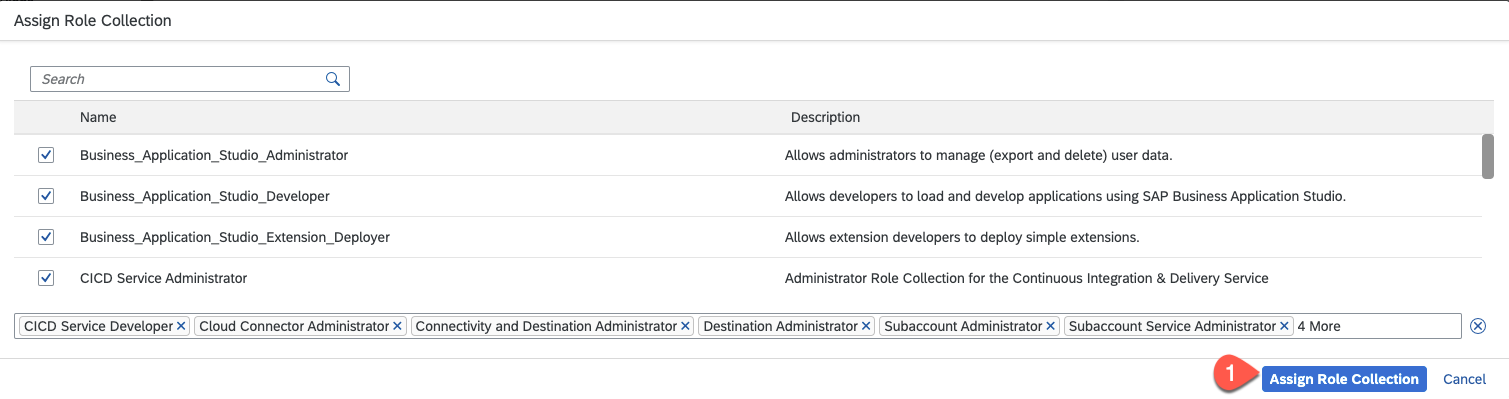 Assign Role Collection
Search
Name Description
Business_Application_Studio_Administrator Allows administrators to manage (export and delete) user data.
Business_Application_Studio_Developer Allows developers to load and develop applications using SAP Business Application Studio.
Business_Application_Studio_Extension_Deployer Allows extension developers to deploy simple extensions.
CICD Service Administrator Administrator Role Collection for the Continuous Integration & Delivery Service
CICD Service Developer Cloud Connector Administrator Connectivity and Destination Administrator Destination Administrator Subaccount Administrator Subaccount Service Administrator 4 More
1 Assign Role Collection Cancel